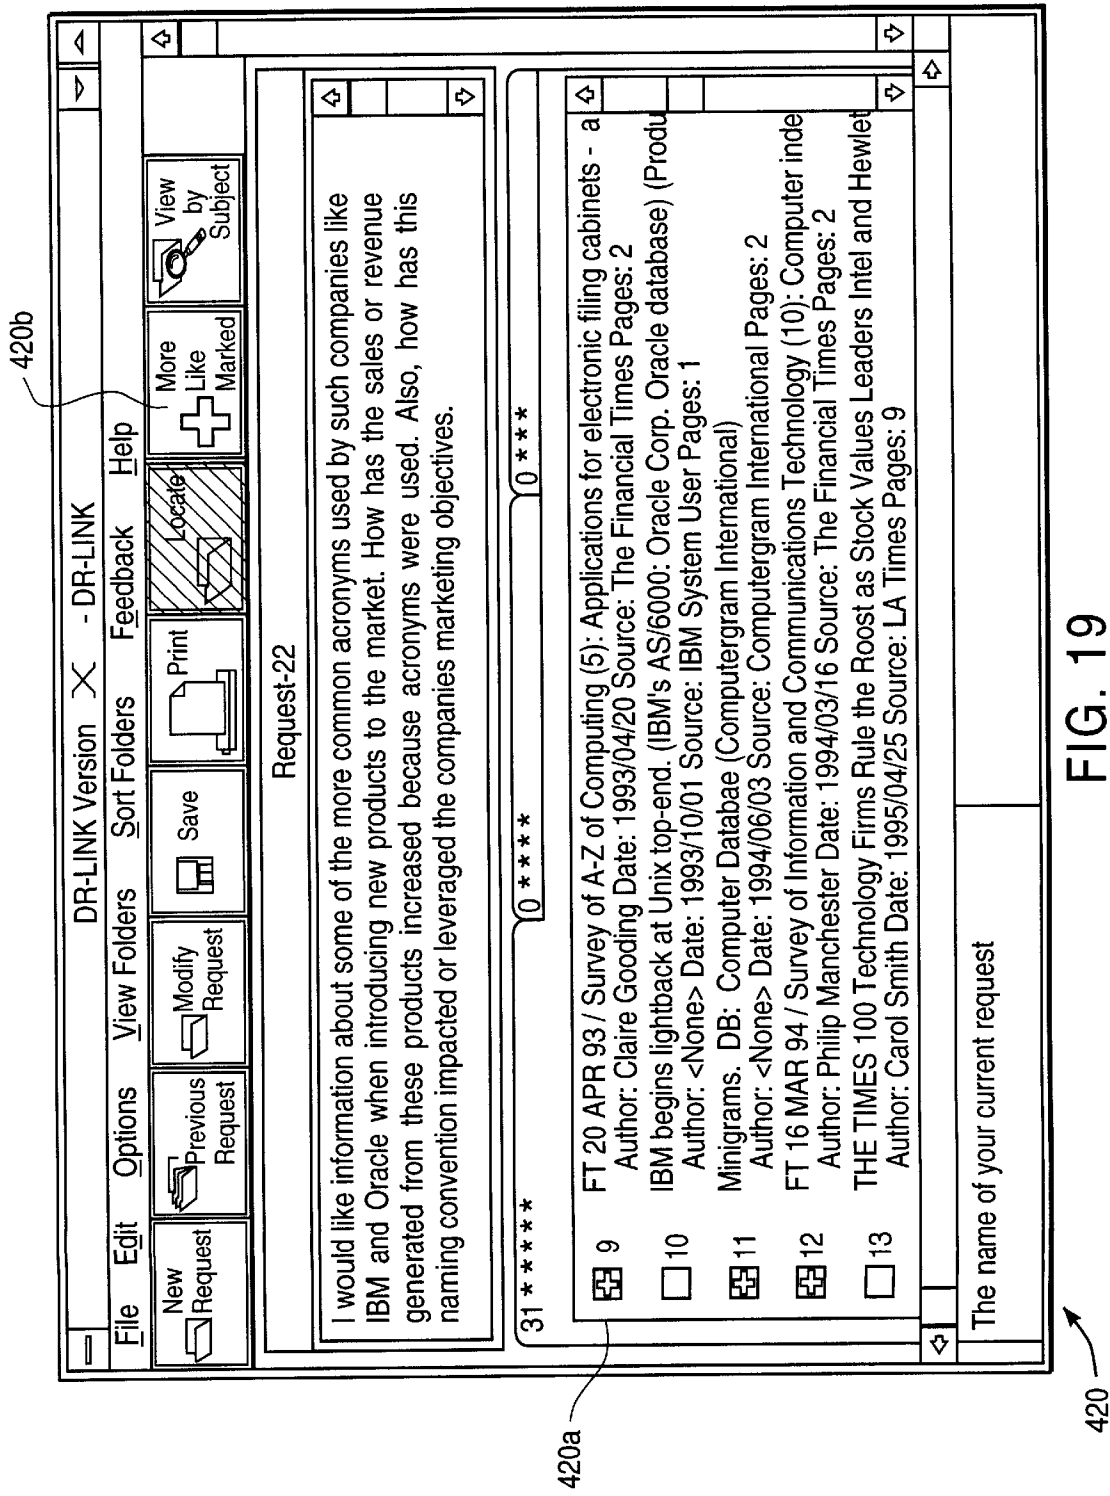 DR-LINK Version X - DR-LINK
File Edit Options View Folders Sort Folders Feedback Help
New Request
Previous Request
Modify Request
Save
Print
Locate
More Like Marked
View by Subject
420b
Request-22
I would like information about some of the more common acronyms used by such companies like
IBM and Oracle when introducing new products to the market. How has the sales or revenue
generated from these products increased because acronyms were used. Also, how has this
naming convention impacted or leveraged the companies marketing objectives.
31 ***** 0 **** 0 ***
420a
9 FT 20 APR 93 / Survey of A-Z of Computing (5): Applications for electronic filing cabinets - a
Author: Claire Gooding Date: 1993/04/20 Source: The Financial Times Pages: 2
10 IBM begins lightback at Unix top-end. (IBM's AS/6000: Oracle Corp. Oracle database) (Produ
Author: <None> Date: 1993/10/01 Source: IBM System User Pages: 1
11 Minigrams. DB: Computer Databae (Computergram International)
Author: <None> Date: 1994/06/03 Source: Computergram International Pages: 2
12 FT 16 MAR 94 / Survey of Information and Communications Technology (10): Computer inde
Author: Philip Manchester Date: 1994/03/16 Source: The Financial Times Pages: 2
13 THE TIMES 100 Technology Firms Rule the Roost as Stock Values Leaders Intel and Hewlet
Author: Carol Smith Date: 1995/04/25 Source: LA Times Pages: 9
The name of your current request
420
FIG. 19